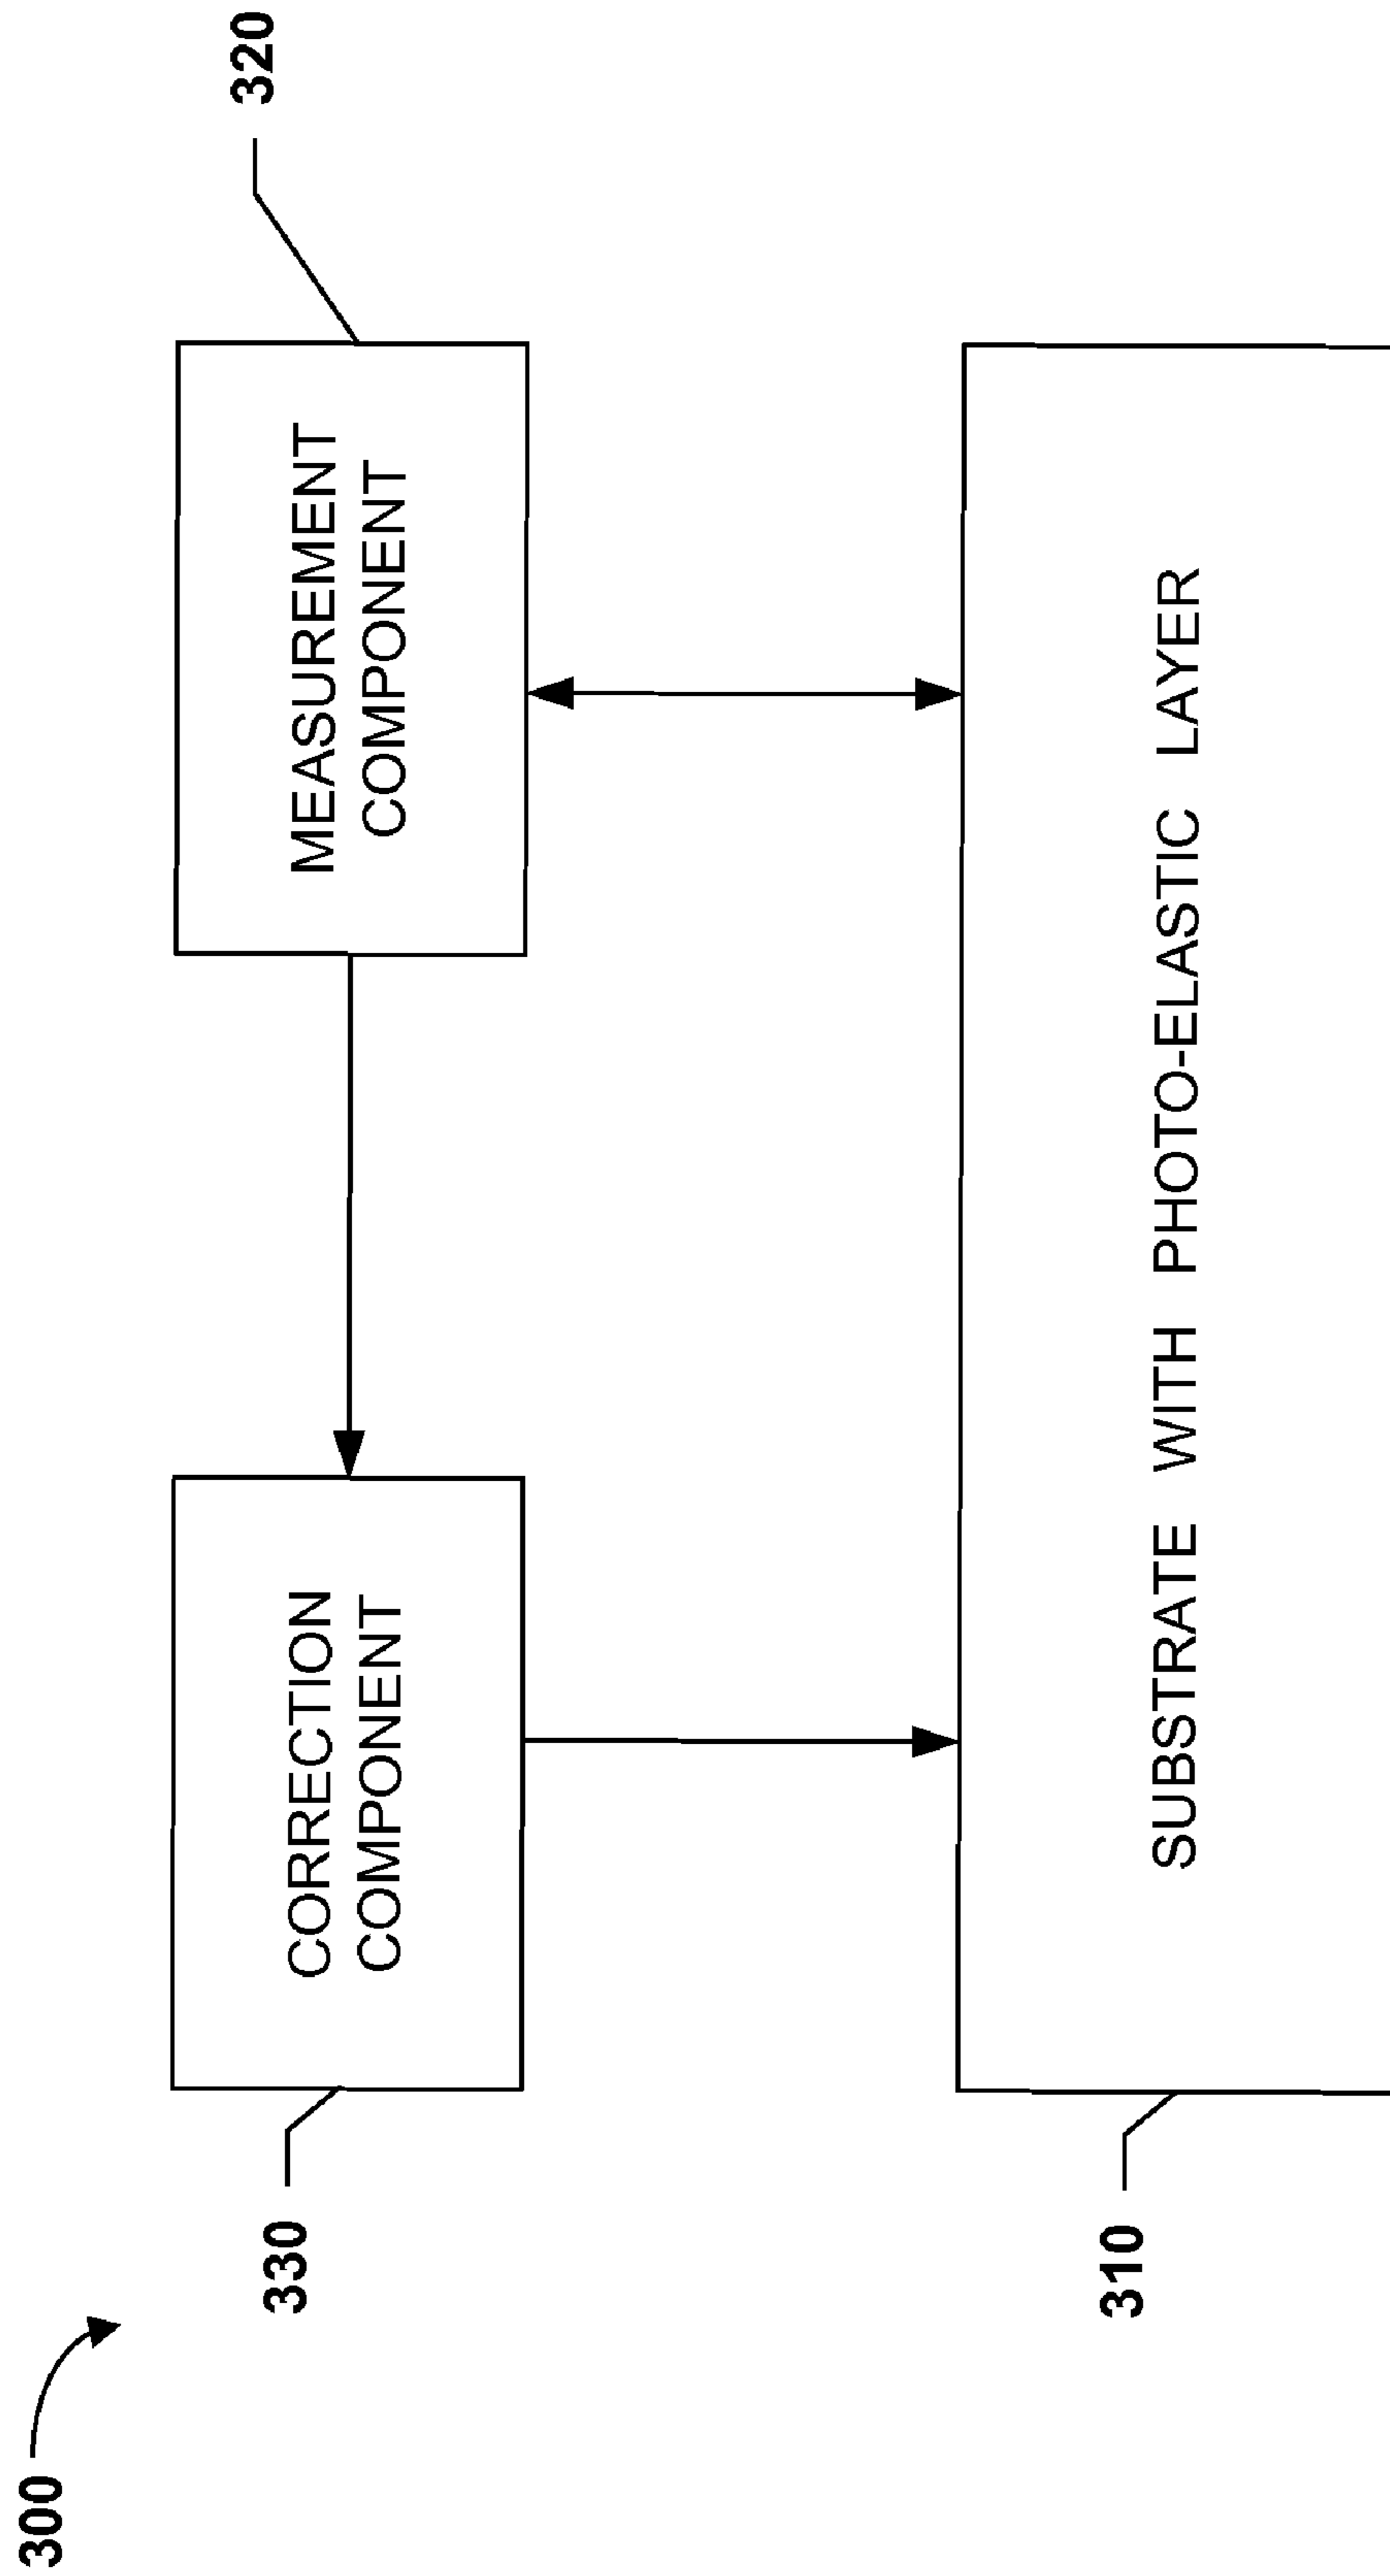 300
330
CORRECTION
COMPONENT
MEASUREMENT
COMPONENT
320
310
SUBSTRATE WITH PHOTO-ELASTIC LAYER